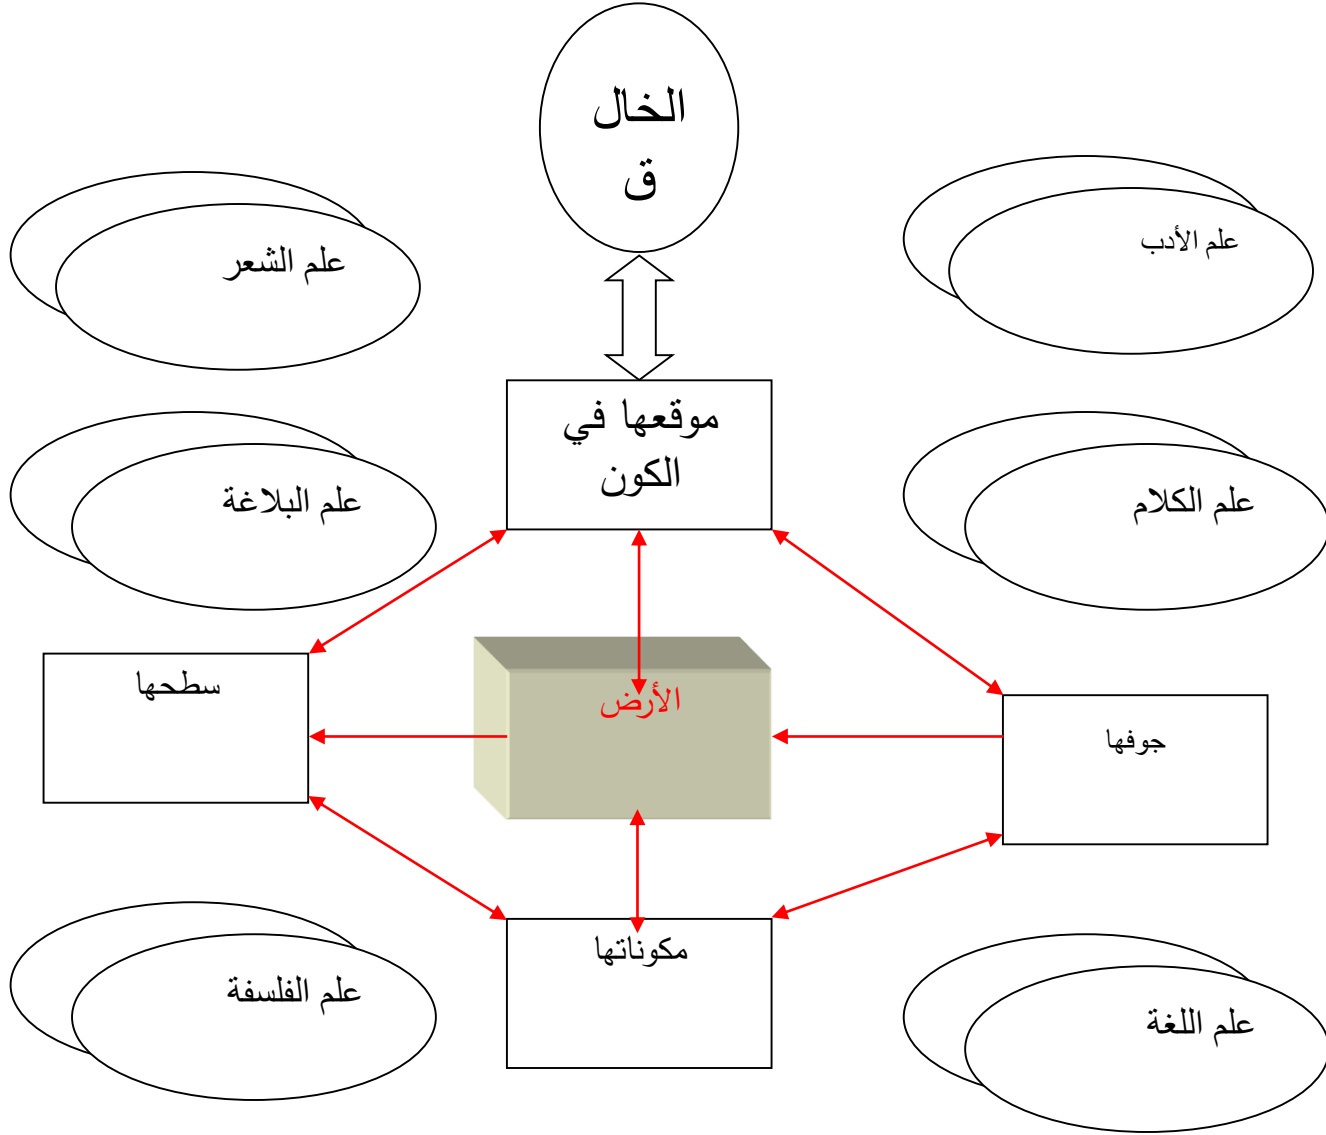 الخال
ق
علم الأدب
علم الشعر
موقعها في
الكون
علم الكلام
علم البلاغة
سطحها
الأرض
جوفها
مكوناتها
علم اللغة
علم الفلسفة